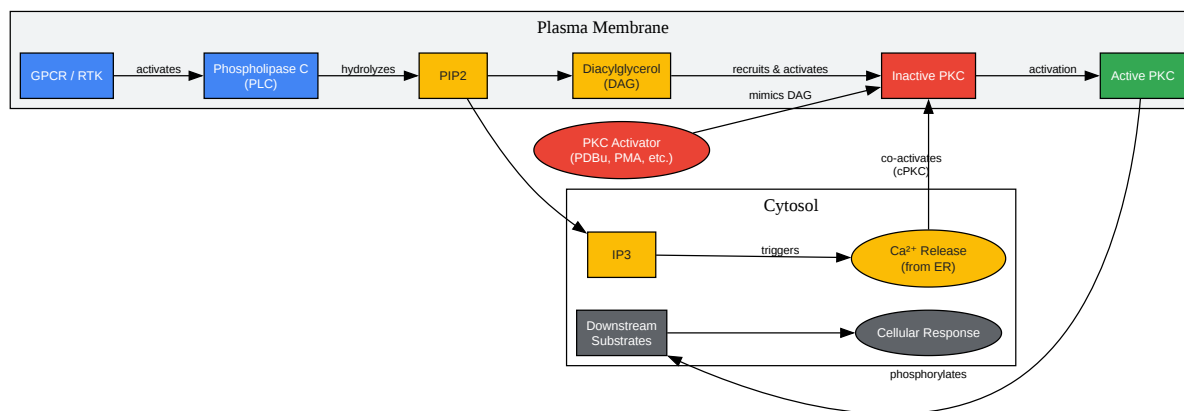 Plasma Membrane
GPCR / RTK
activates
Phospholipase C
(PLC)
hydrolyzes
PIP2
Diacylglycerol
(DAG)
recruits & activates
Inactive PKC
activation
Active PKC
mimics DAG
PKC Activator
(PDBu, PMA, etc.)
co-activates
(cPKC)
Cytosol
IP3
triggers
Ca²⁺ Release
(from ER)
Downstream
Substrates
Cellular Response
phosphorylates